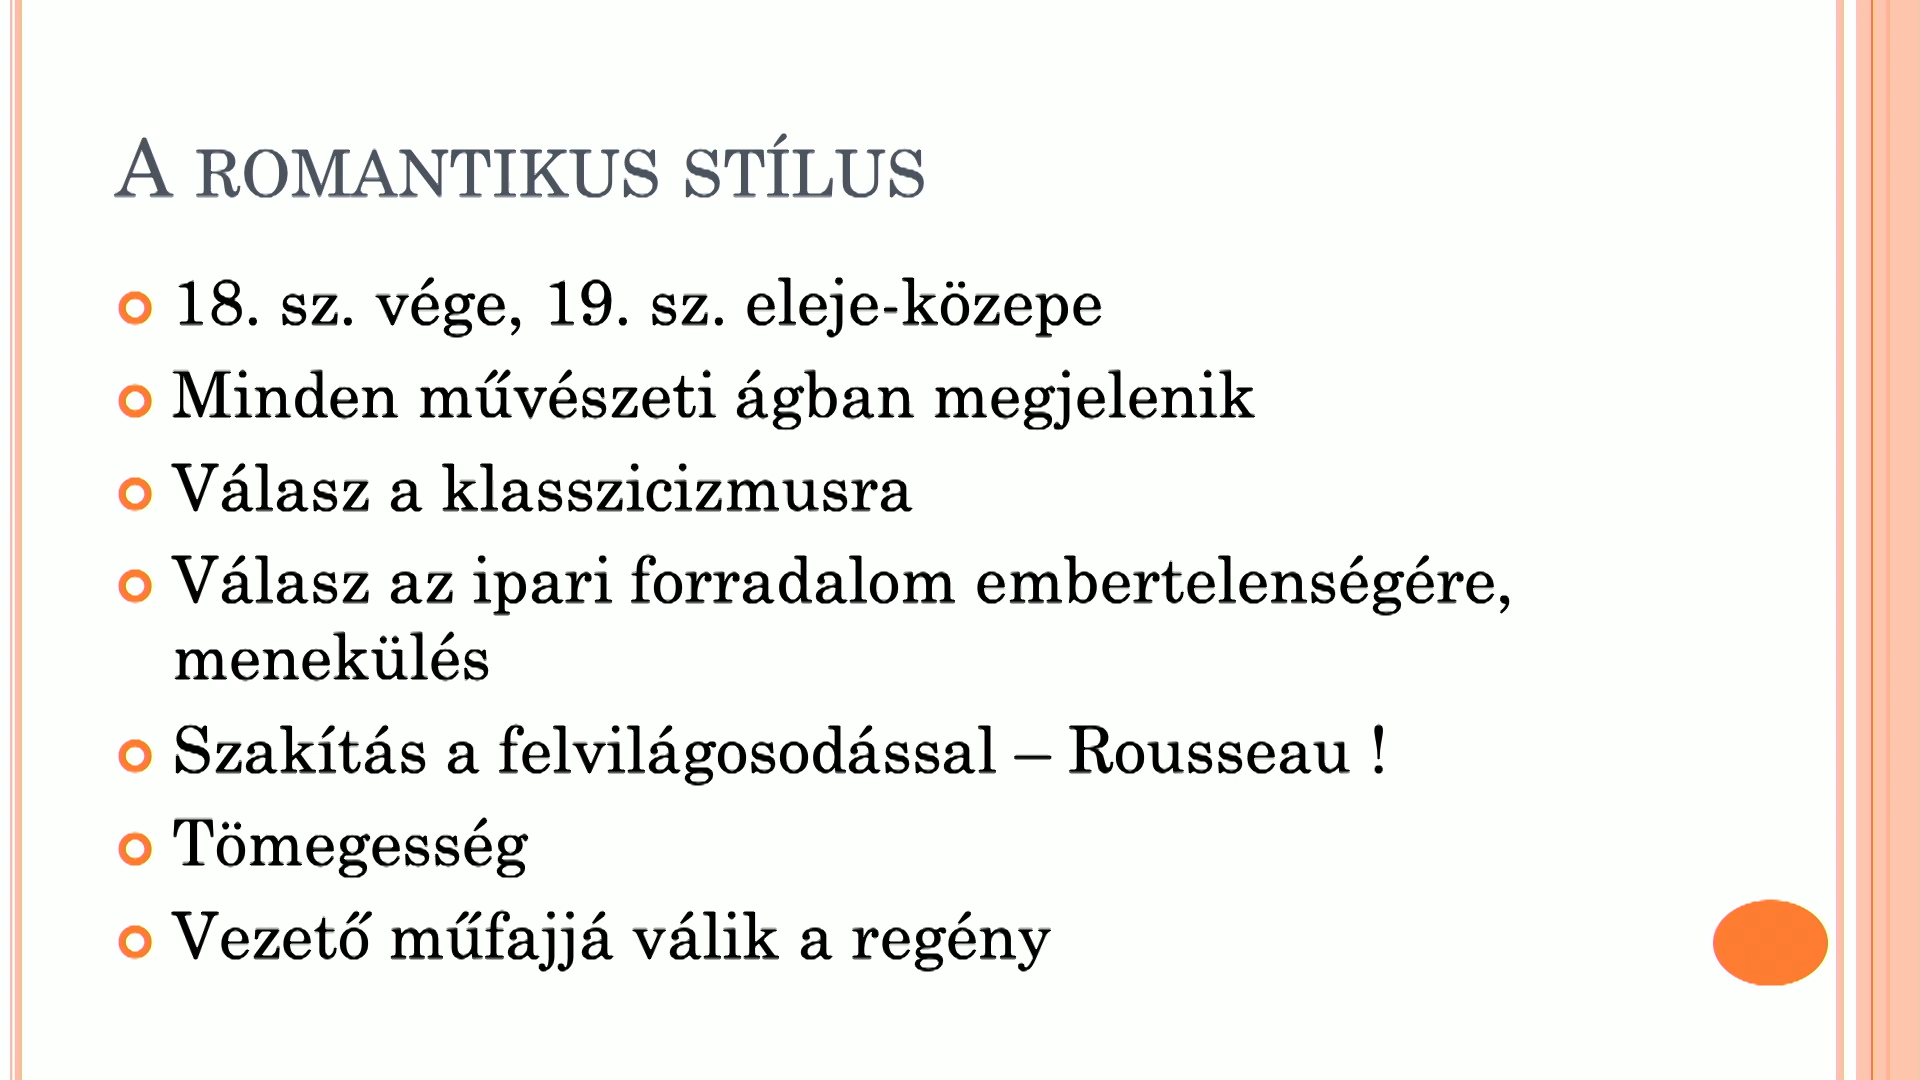 A ROMANTIKUS STÍLUS
18. sz. vége, 19. sz. eleje-közepe
Minden művészeti ágban megjelenik
Válasz a klasszicizmusra
Válasz az ipari forradalom embertelenségére,
menekülés
Szakítás a felvilágosodással – Rousseau !
Tömegesség
Vezető műfajjá válik a regény